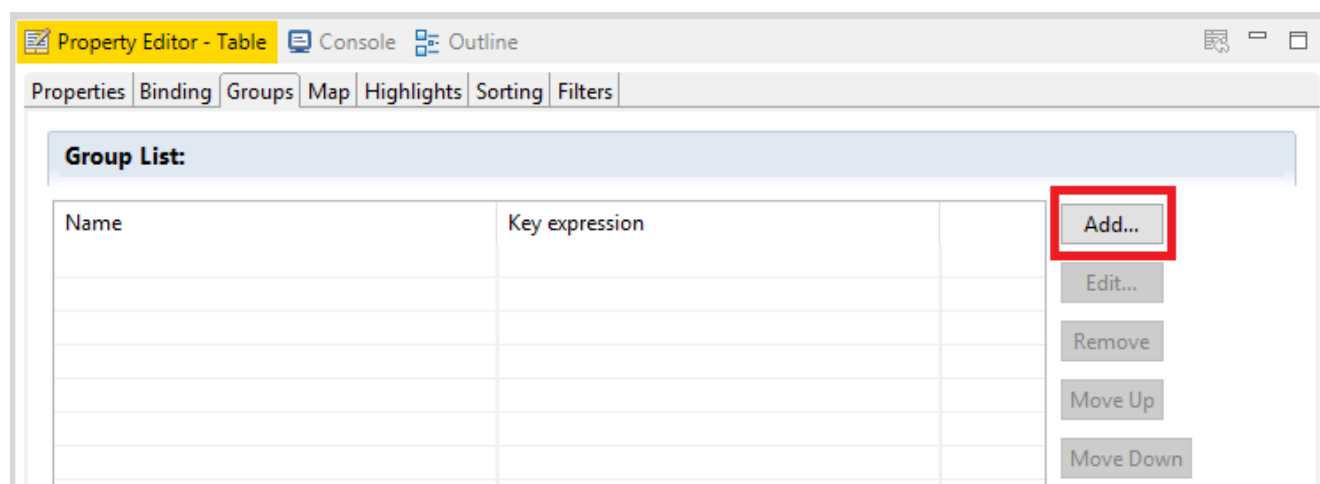 Property Editor - Table Console Outline
Properties Binding Groups Map Highlights Sorting Filters
Group List:
Name Key expression Add...
Edit...
Remove
Move Up
Move Down